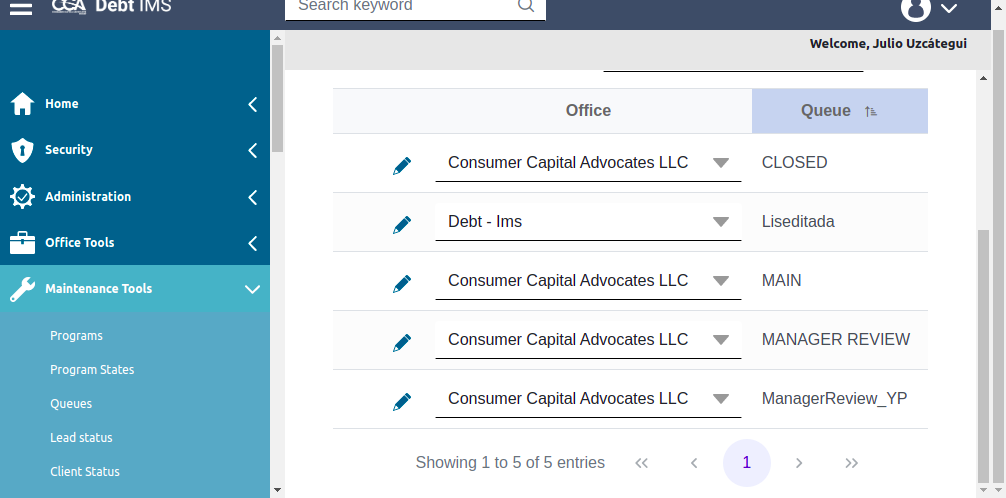 CCA Debt IMS
Search keyword
Welcome, Julio Uzcátegui
Home
Security
Administration
Office Tools
Maintenance Tools
Programs
Program States
Queues
Lead status
Client Status
Office Queue
Consumer Capital Advocates LLC CLOSED
Debt - Ims Liseditada
Consumer Capital Advocates LLC MAIN
Consumer Capital Advocates LLC MANAGER REVIEW
Consumer Capital Advocates LLC ManagerReview_YP
Showing 1 to 5 of 5 entries << < 1 > >>